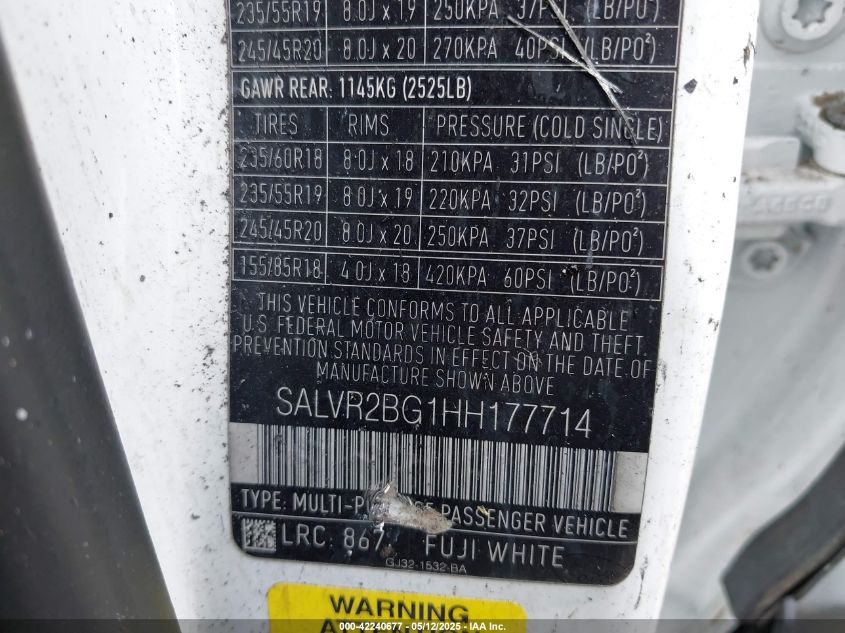 235/55R19 8.0J x 19 250KPA 37PSI (LB/PO²)
245/45R20 8.0J x 20 270KPA 40PSI (LB/PO²)
GAWR REAR: 1145KG (2525LB)
TIRES RIMS PRESSURE (COLD SINGLE)
235/60R18 8.0J x 18 210KPA 31PSI (LB/PO²)
235/55R19 8.0J x 19 220KPA 32PSI (LB/PO²)
245/45R20 8.0J x 20 250KPA 37PSI (LB/PO²)
155/85R18 4.0J x 18 420KPA 60PSI (LB/PO²)
THIS VEHICLE CONFORMS TO ALL APPLICABLE
U.S. FEDERAL MOTOR VEHICLE SAFETY AND THEFT
PREVENTION STANDARDS IN EFFECT ON THE DATE OF
MANUFACTURE SHOWN ABOVE
SALVR2BG1HH177714
TYPE: PASSENGER VEHICLE
LRC: 867 FUJI WHITE
GJ32-1532-BA
WARNING
000-42240677 - 05/12/2025 - IAA Inc.